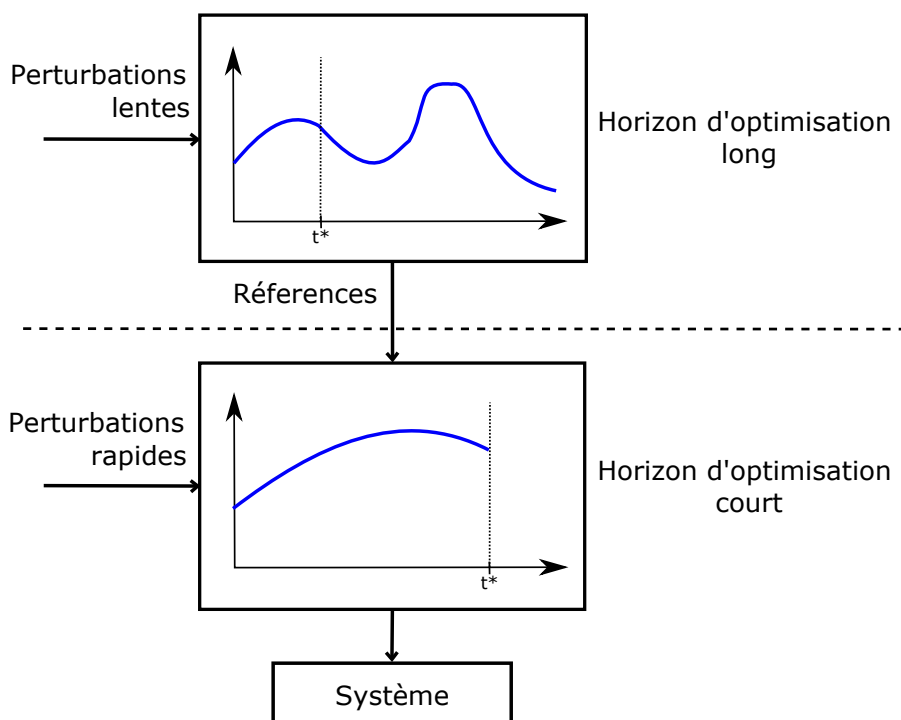 Perturbations
lentes
t*
Horizon d'optimisation
long
Réferences
Perturbations
rapides
t*
Horizon d'optimisation
court
Système